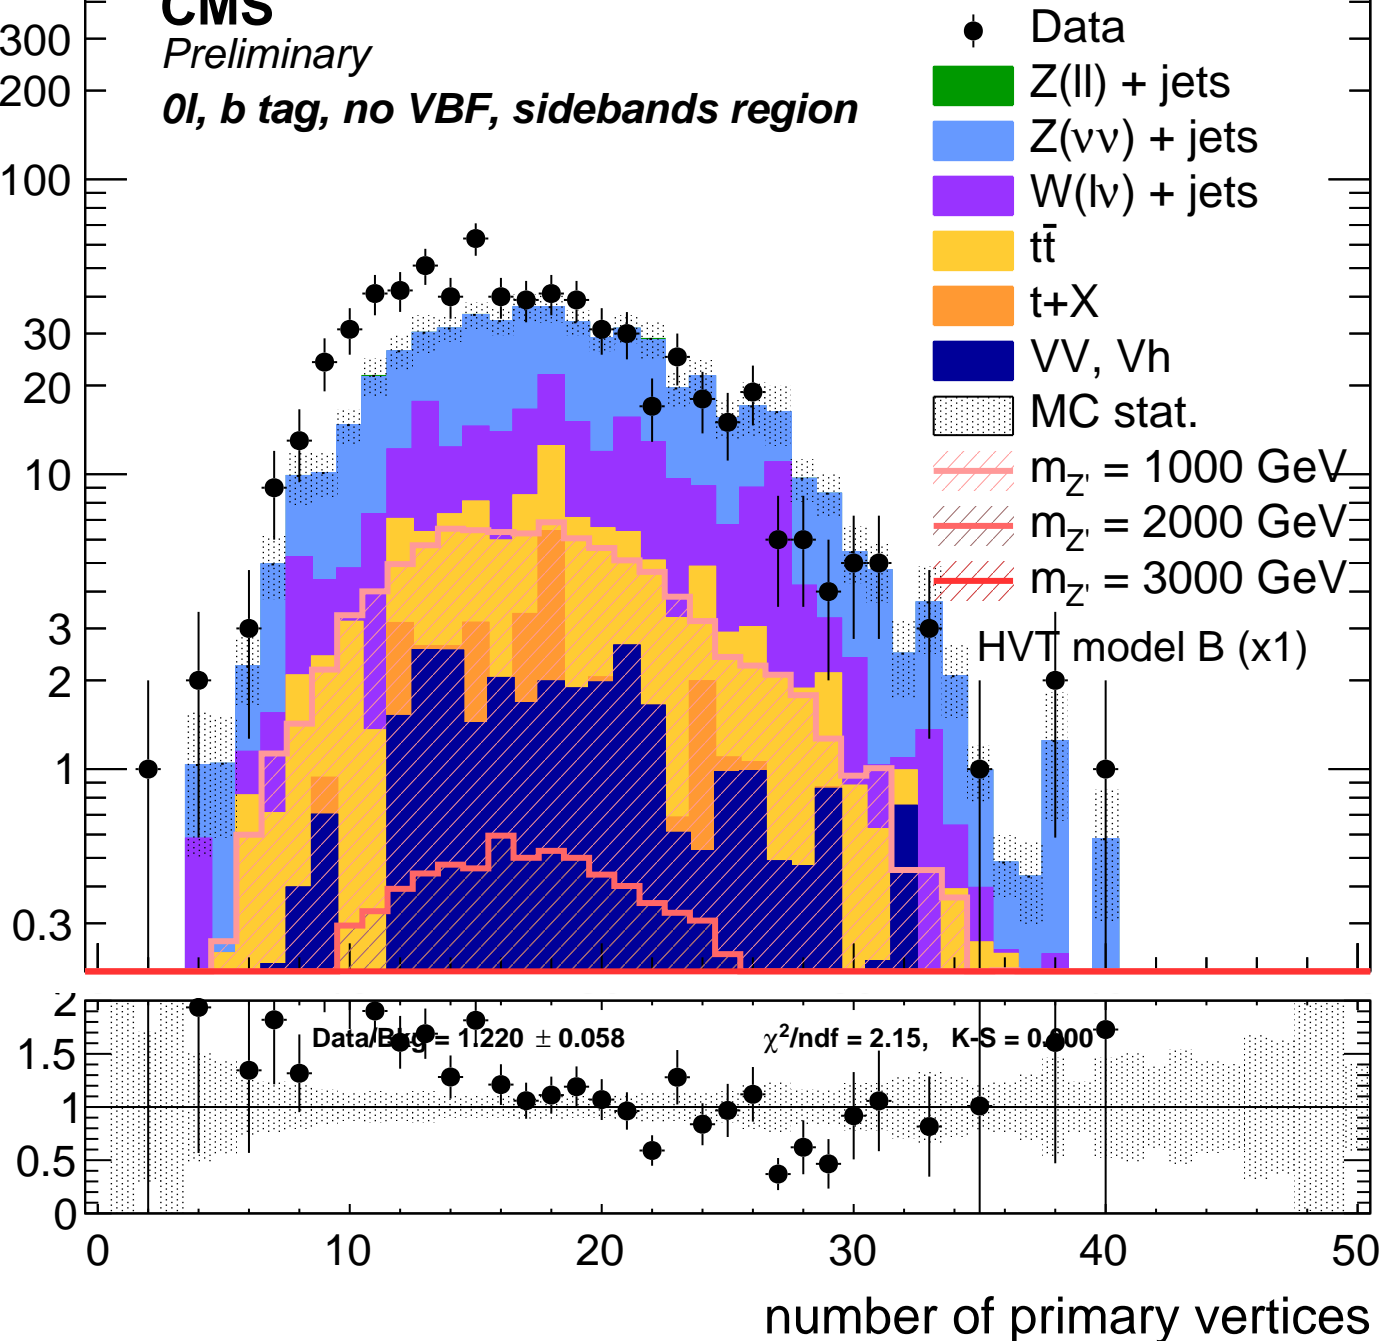 CMS
Preliminary
0l, b tag, no VBF, sidebands region
Data
Z(ll) + jets
Z(νν) + jets
W(lν) + jets
tt̄
t+X
VV, Vh
MC stat.
m_Z' = 1000 GeV
m_Z' = 2000 GeV
m_Z' = 3000 GeV
HVT model B (x1)
300
200
100
30
20
10
3
2
1
0.3
Data/Bkg = 1.220 ± 0.058
χ²/ndf = 2.15, K-S = 0.000
2
1.5
1
0.5
0
0 10 20 30 40 50
number of primary vertices